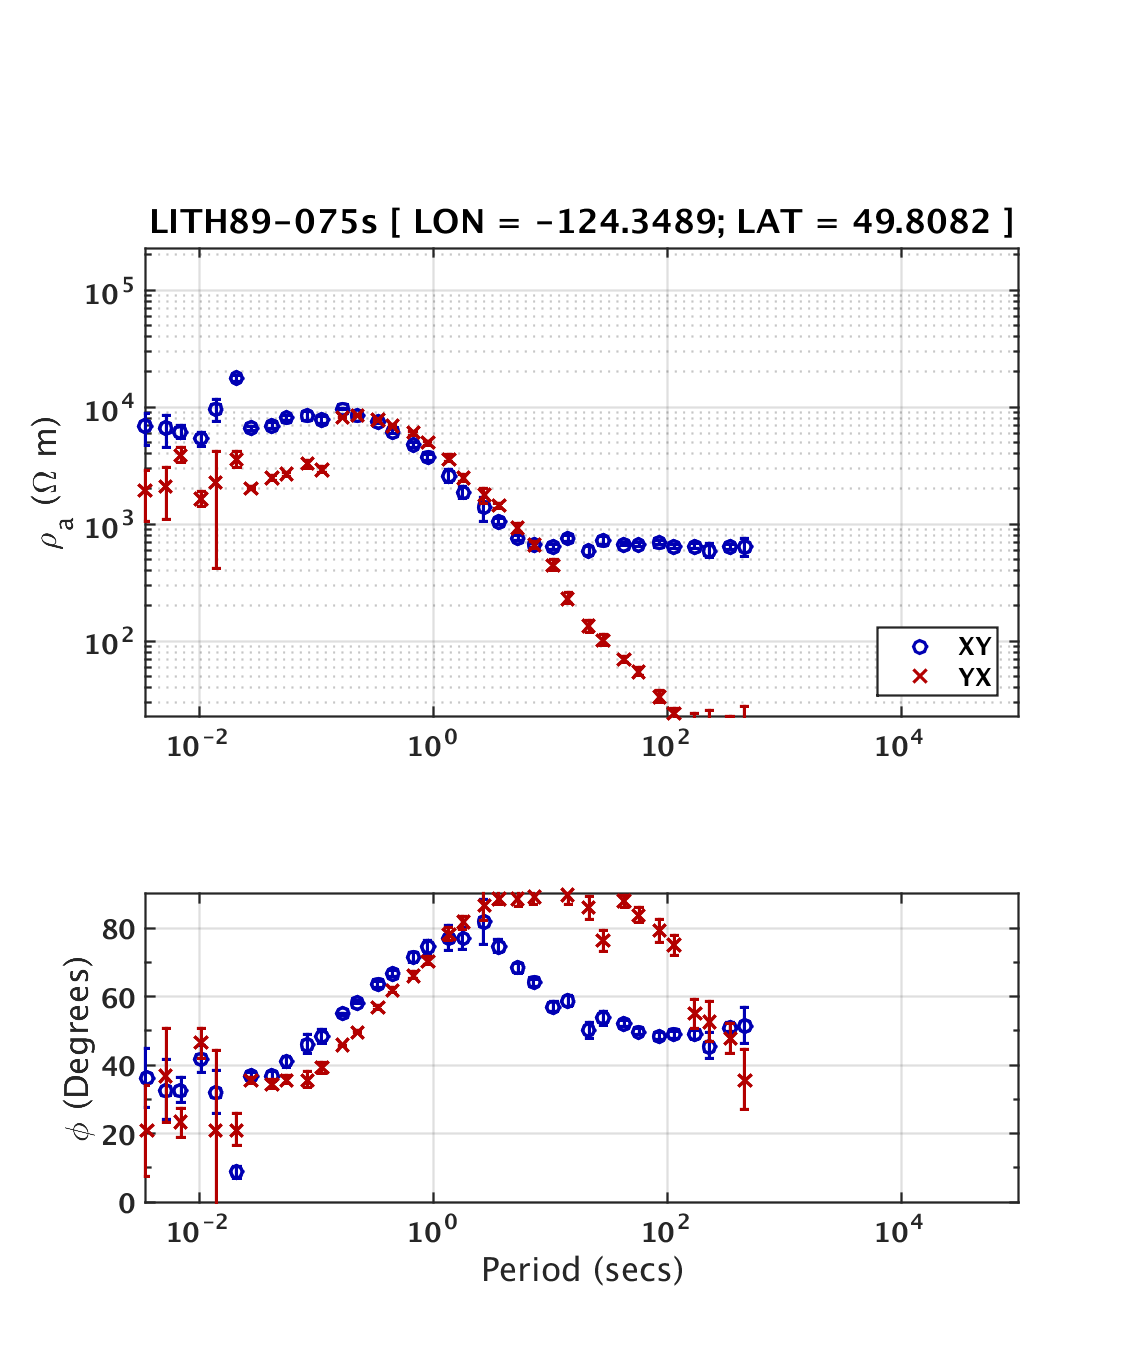 LITH89-075s [ LON = -124.3489; LAT = 49.8082 ]
10^5
10^4
10^3
10^2
ρ_a (Ω m)
XY
YX
10^-2 10^0 10^2 10^4
80
60
40
20
0
ϕ (Degrees)
10^-2 10^0 10^2 10^4
Period (secs)